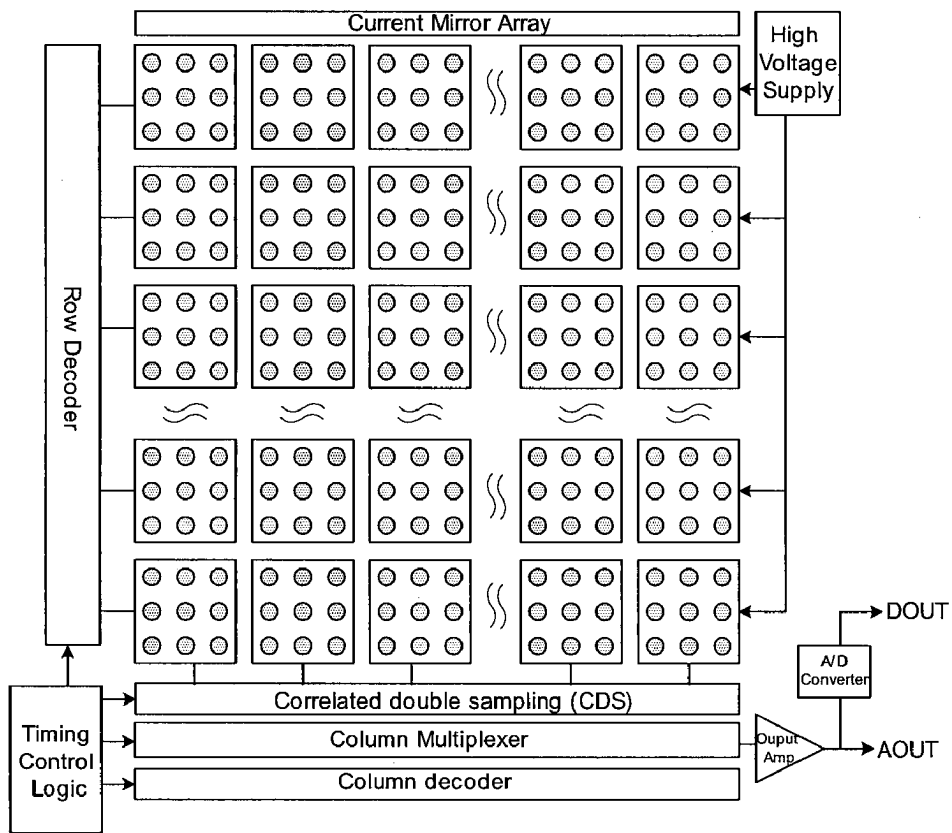 Current Mirror Array
High
Voltage
Supply
Row Decoder
DOUT
A/D
Converter
Correlated double sampling (CDS)
Timing
Control
Logic
Column Multiplexer
Ouput
Amp
AOUT
Column decoder